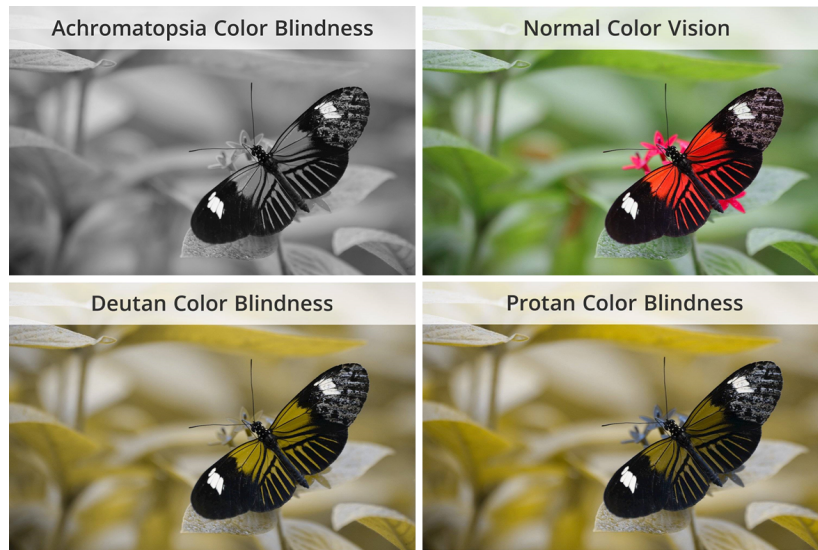 Achromatopsia Color Blindness
Normal Color Vision
Deutan Color Blindness
Protan Color Blindness